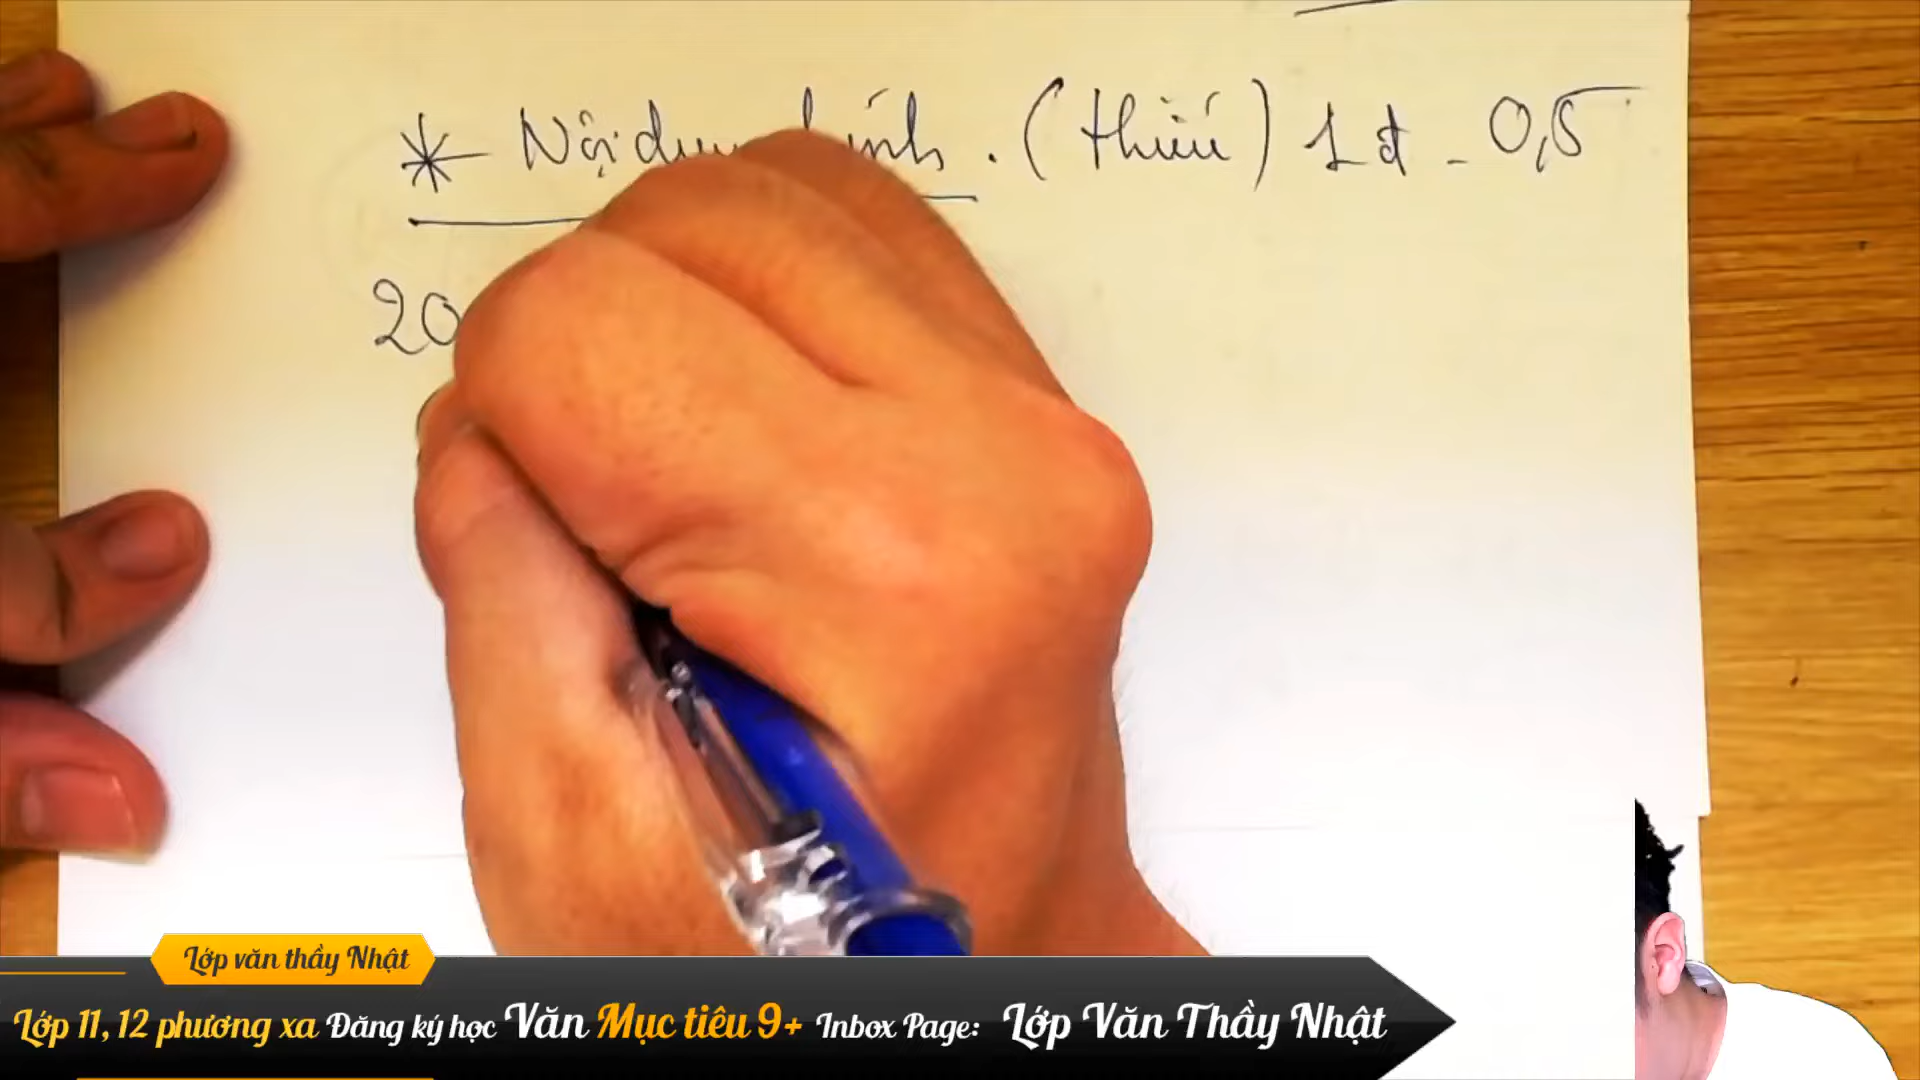 * Nội . (thiếu) 1đ - 0,5
20
Lớp văn thầy Nhật
Lớp 11, 12 phương xa Đăng ký học Văn Mục tiêu 9+ Inbox Page: Lớp Văn Thầy Nhật